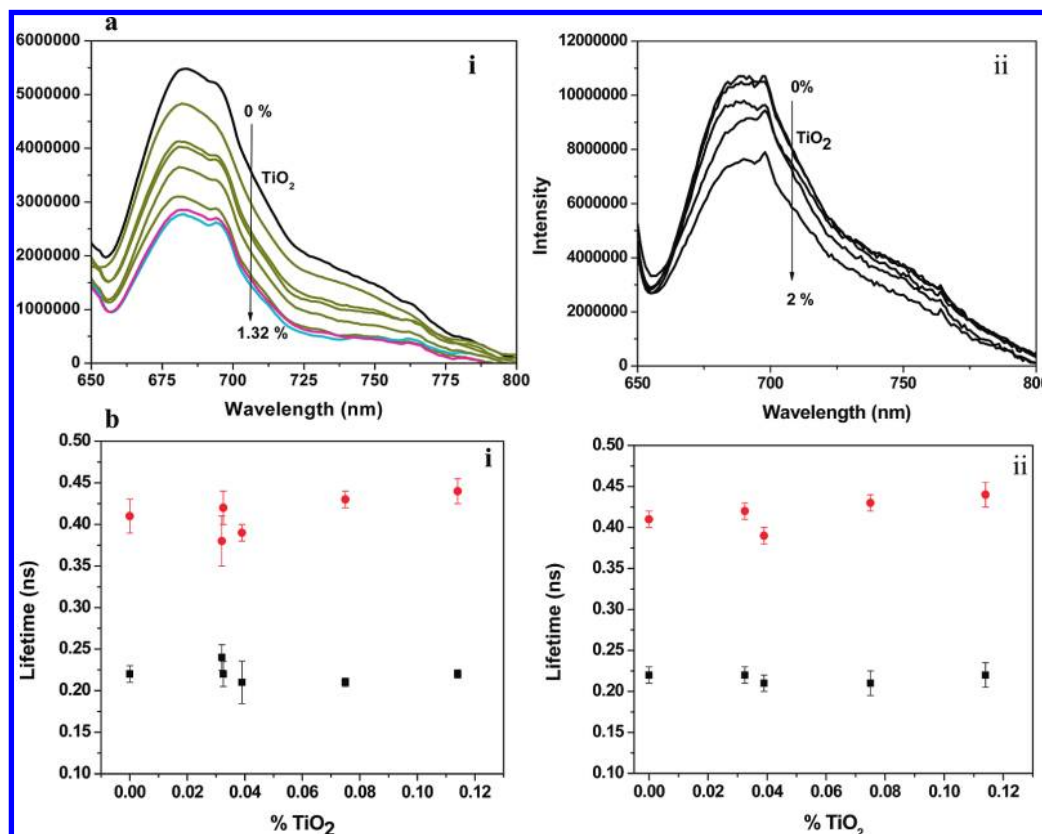 a
i
6000000
5000000
4000000
3000000
2000000
1000000
0
0 %
TiO2
1.32 %
650 675 700 725 750 775 800
Wavelength (nm)
ii
Intensity
12000000
10000000
8000000
6000000
4000000
2000000
0
0%
TiO2
2 %
650 700 750 800
Wavelength (nm)
b
i
Lifetime (ns)
0.50
0.45
0.40
0.35
0.30
0.25
0.20
0.15
0.10
0.00 0.02 0.04 0.06 0.08 0.10 0.12
% TiO2
ii
Lifetime (ns)
0.50
0.45
0.40
0.35
0.30
0.25
0.20
0.15
0.10
0.00 0.02 0.04 0.06 0.08 0.10 0.12
% TiO2